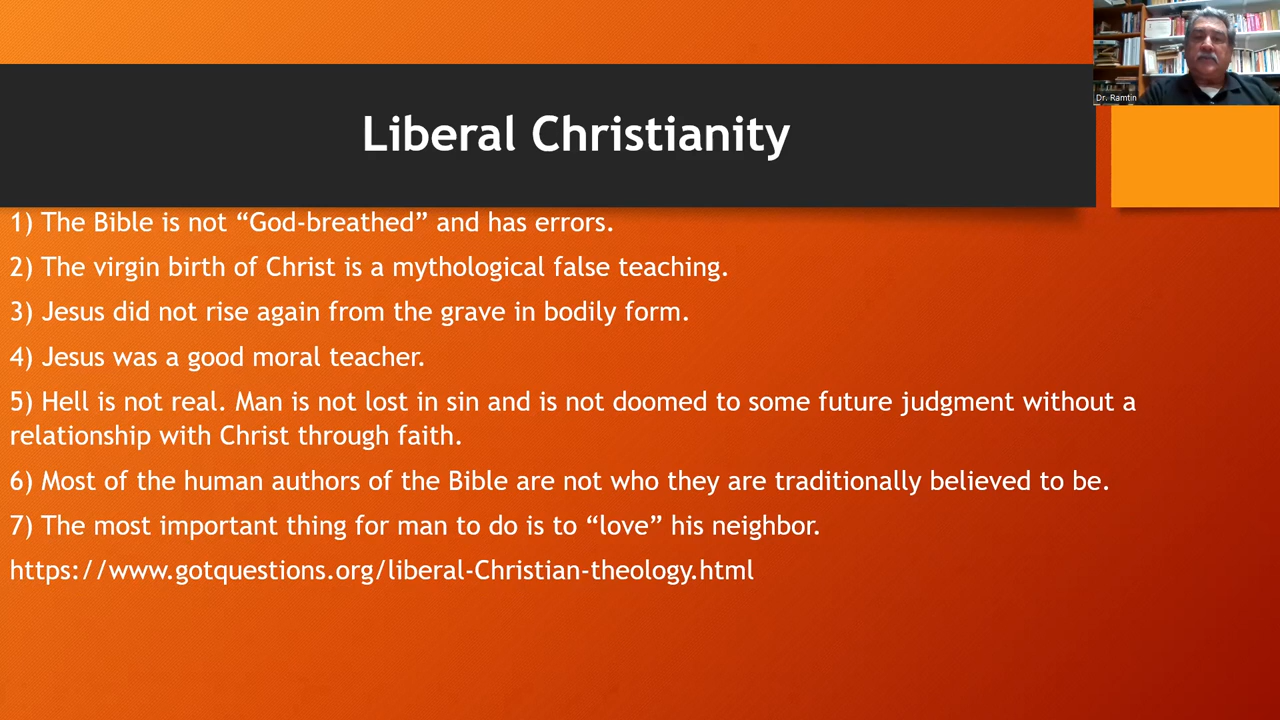 Dr. Ramtin
Liberal Christianity
1) The Bible is not “God-breathed” and has errors.
2) The virgin birth of Christ is a mythological false teaching.
3) Jesus did not rise again from the grave in bodily form.
4) Jesus was a good moral teacher.
5) Hell is not real. Man is not lost in sin and is not doomed to some future judgment without a
relationship with Christ through faith.
6) Most of the human authors of the Bible are not who they are traditionally believed to be.
7) The most important thing for man to do is to “love” his neighbor.
https://www.gotquestions.org/liberal-Christian-theology.html